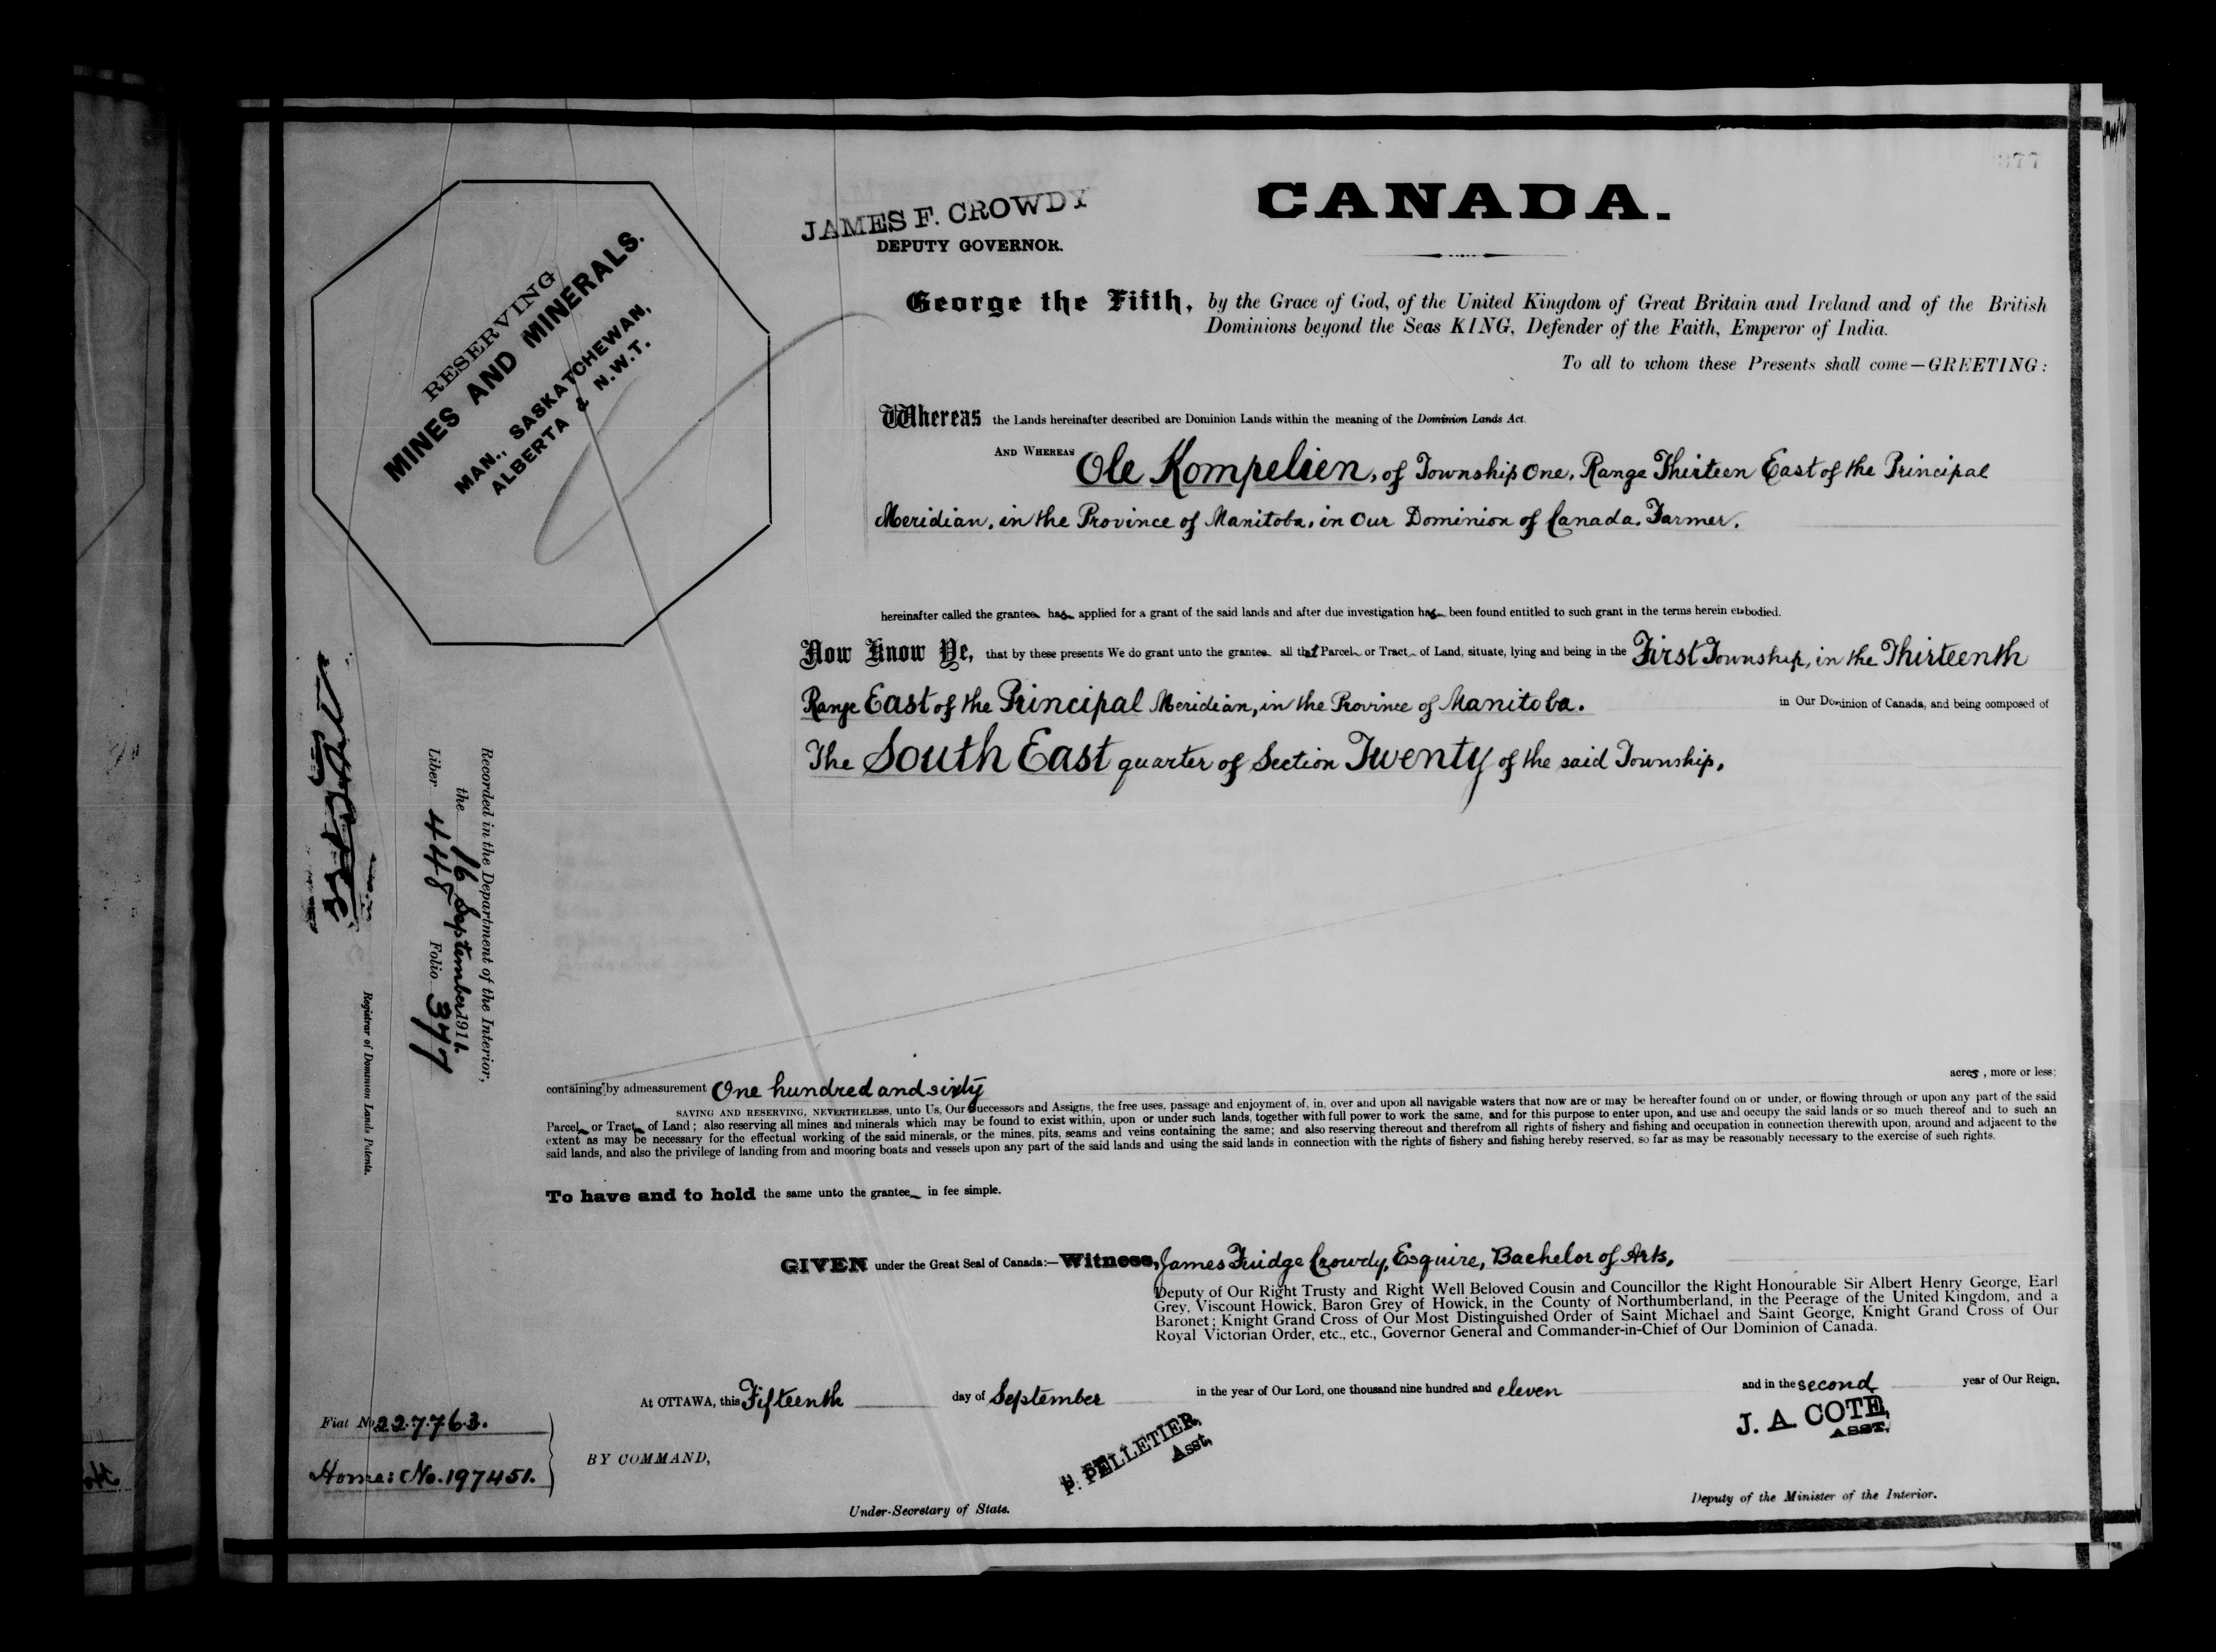 377
CANADA.
JAMES F. CROWDY
DEPUTY GOVERNOR.
RESERVING
MINES AND MINERALS.
MAN., SASKATCHEWAN,
ALBERTA & N.W.T.
George the Fifth, by the Grace of God, of the United Kingdom of Great Britain and Ireland and of the British
Dominions beyond the Seas KING, Defender of the Faith, Emperor of India.
To all to whom these Presents shall come—GREETING:
Whereas the Lands hereinafter described are Dominion Lands within the meaning of the Dominion Lands Act.
AND WHEREAS Ole Kompelien, of Township One, Range Thirteen East of the Principal
Meridian, in the Province of Manitoba, in Our Dominion of Canada. Farmer.
hereinafter called the grantee has applied for a grant of the said lands and after due investigation has been found entitled to such grant in the terms herein embodied.
Now Know Ye, that by these presents We do grant unto the grantee all that Parcel or Tract of Land, situate, lying and being in the First Township, in the Thirteenth
Range East of the Principal Meridian, in the Province of Manitoba. in Our Dominion of Canada, and being composed of
The South East quarter of Section Twenty of the said Township,
Recorded in the Department of the Interior,
the 16 September 1911.
Liber 448 Folio 377
Registrar of Dominion Lands Patents.
containing by admeasurement One hundred and sixty acres, more or less;
SAVING AND RESERVING, NEVERTHELESS, unto Us, Our Successors and Assigns, the free uses, passage and enjoyment of, in, over and upon all navigable waters that now are or may be hereafter found on or under, or flowing through or upon any part of the said
Parcel or Tract of Land; also reserving all mines and minerals which may be found to exist within, upon or under such lands, together with full power to work the same, and for this purpose to enter upon, and use and occupy the said lands or so much thereof and to such an
extent as may be necessary for the effectual working of the said minerals, or the mines, pits, seams and veins containing the same; and also reserving thereout and therefrom all rights of fishery and fishing and occupation in connection therewith upon, around and adjacent to the
said lands, and also the privilege of landing from and mooring boats and vessels upon any part of the said lands and using the said lands in connection with the rights of fishery and fishing hereby reserved, so far as may be reasonably necessary to the exercise of such rights.
To have and to hold the same unto the grantee in fee simple.
GIVEN under the Great Seal of Canada:—Witness, James Fuidge Crowdy, Esquire, Bachelor of Arts,
Deputy of Our Right Trusty and Right Well Beloved Cousin and Councillor the Right Honourable Sir Albert Henry George, Earl
Grey, Viscount Howick, Baron Grey of Howick, in the County of Northumberland, in the Peerage of the United Kingdom, and a
Baronet; Knight Grand Cross of Our Most Distinguished Order of Saint Michael and Saint George, Knight Grand Cross of Our
Royal Victorian Order, etc., etc., Governor General and Commander-in-Chief of Our Dominion of Canada.
At OTTAWA, this Fifteenth day of September in the year of Our Lord, one thousand nine hundred and eleven and in the second year of Our Reign.
Fiat No. 227763.
Home: No. 197451.
BY COMMAND,
P. PELLETIER,
Asst.
J. A. COTE,
ASST.
Under-Secretary of State.
Deputy of the Minister of the Interior.